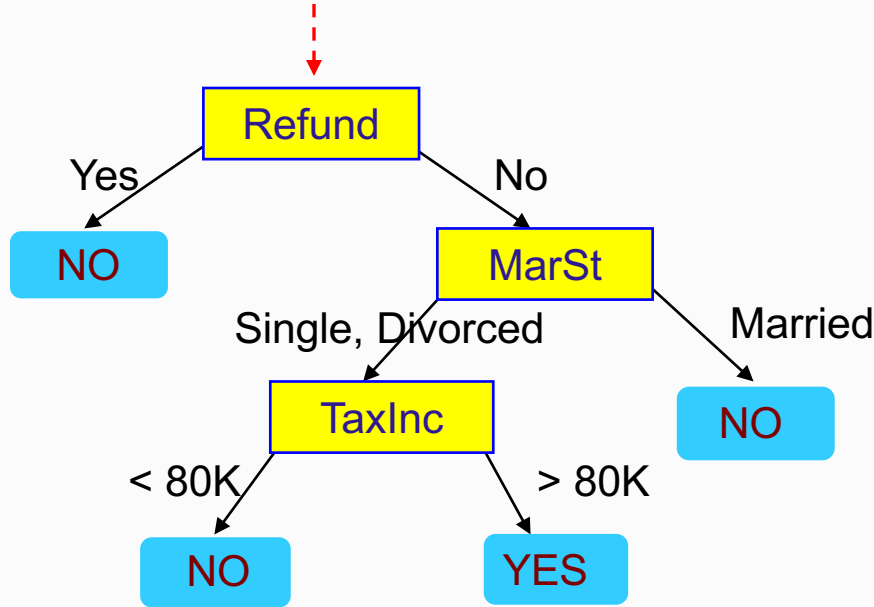 Refund
Yes
No
NO
MarSt
Single, Divorced
Married
TaxInc
NO
< 80K
> 80K
NO
YES